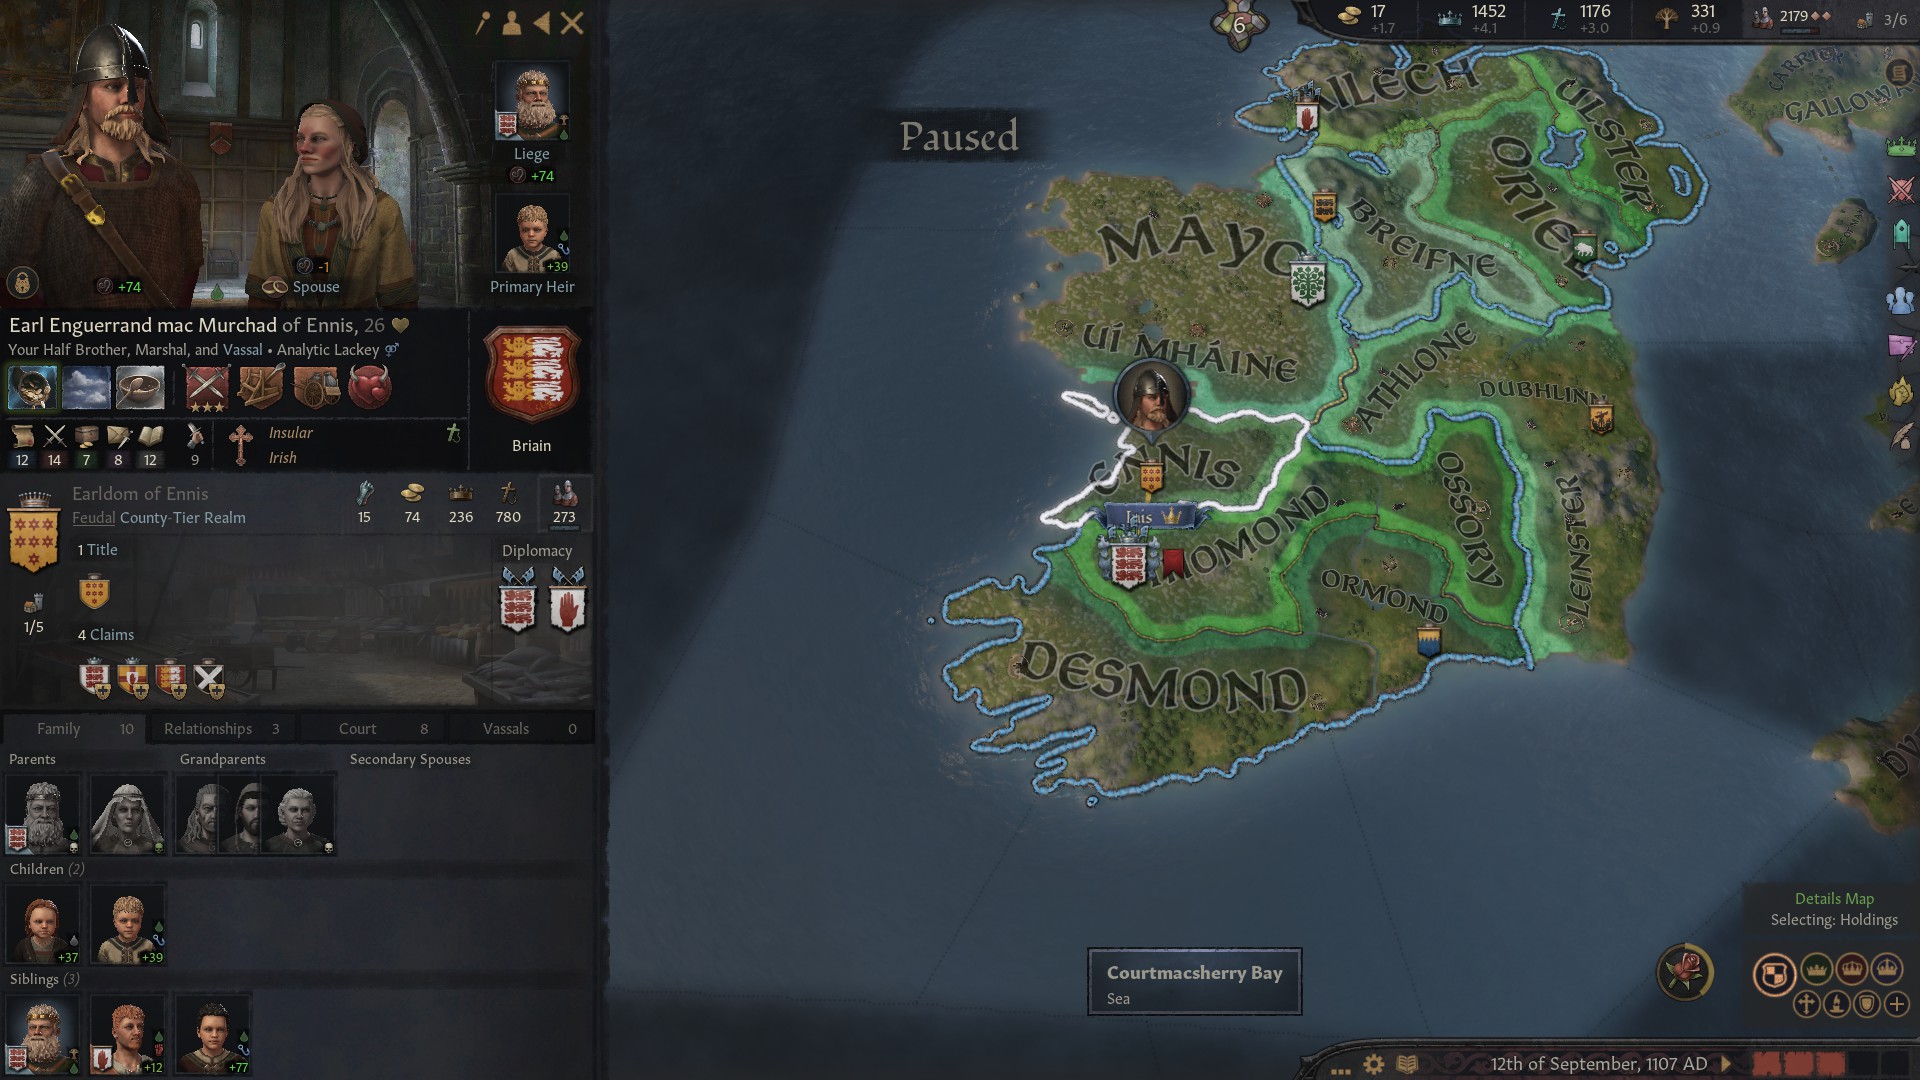 6
17
+1.7
1452
+4.1
1176
+3.0
331
+0.9
2179
3/6
Paused
Liege
+74
+39
Primary Heir
+74
-1
Spouse
Earl Enguerrand mac Murchad of Ennis, 26
Your Half Brother, Marshal, and Vassal • Analytic Lackey
12 14 7 8 12 9
Insular
Irish
Briain
Earldom of Ennis
Feudal County-Tier Realm
15 74 236 780 273
1 Title
Diplomacy
1/5
4 Claims
Family 10
Relationships 3
Court 8
Vassals 0
Parents
Grandparents
Secondary Spouses
Children (2)
+37
+39
Siblings (3)
+12
+77
AILECH
ULSTER
ORIEL
BREIFNE
MAYO
UÍ MHÁINE
ATHLONE
DUBHLINN
ENNIS
Inis
THOMOND
OSSORY
LEINSTER
ORMOND
DESMOND
CARRICK
GALLOWAY
Courtmacsherry Bay
Sea
Details Map
Selecting: Holdings
12th of September, 1107 AD